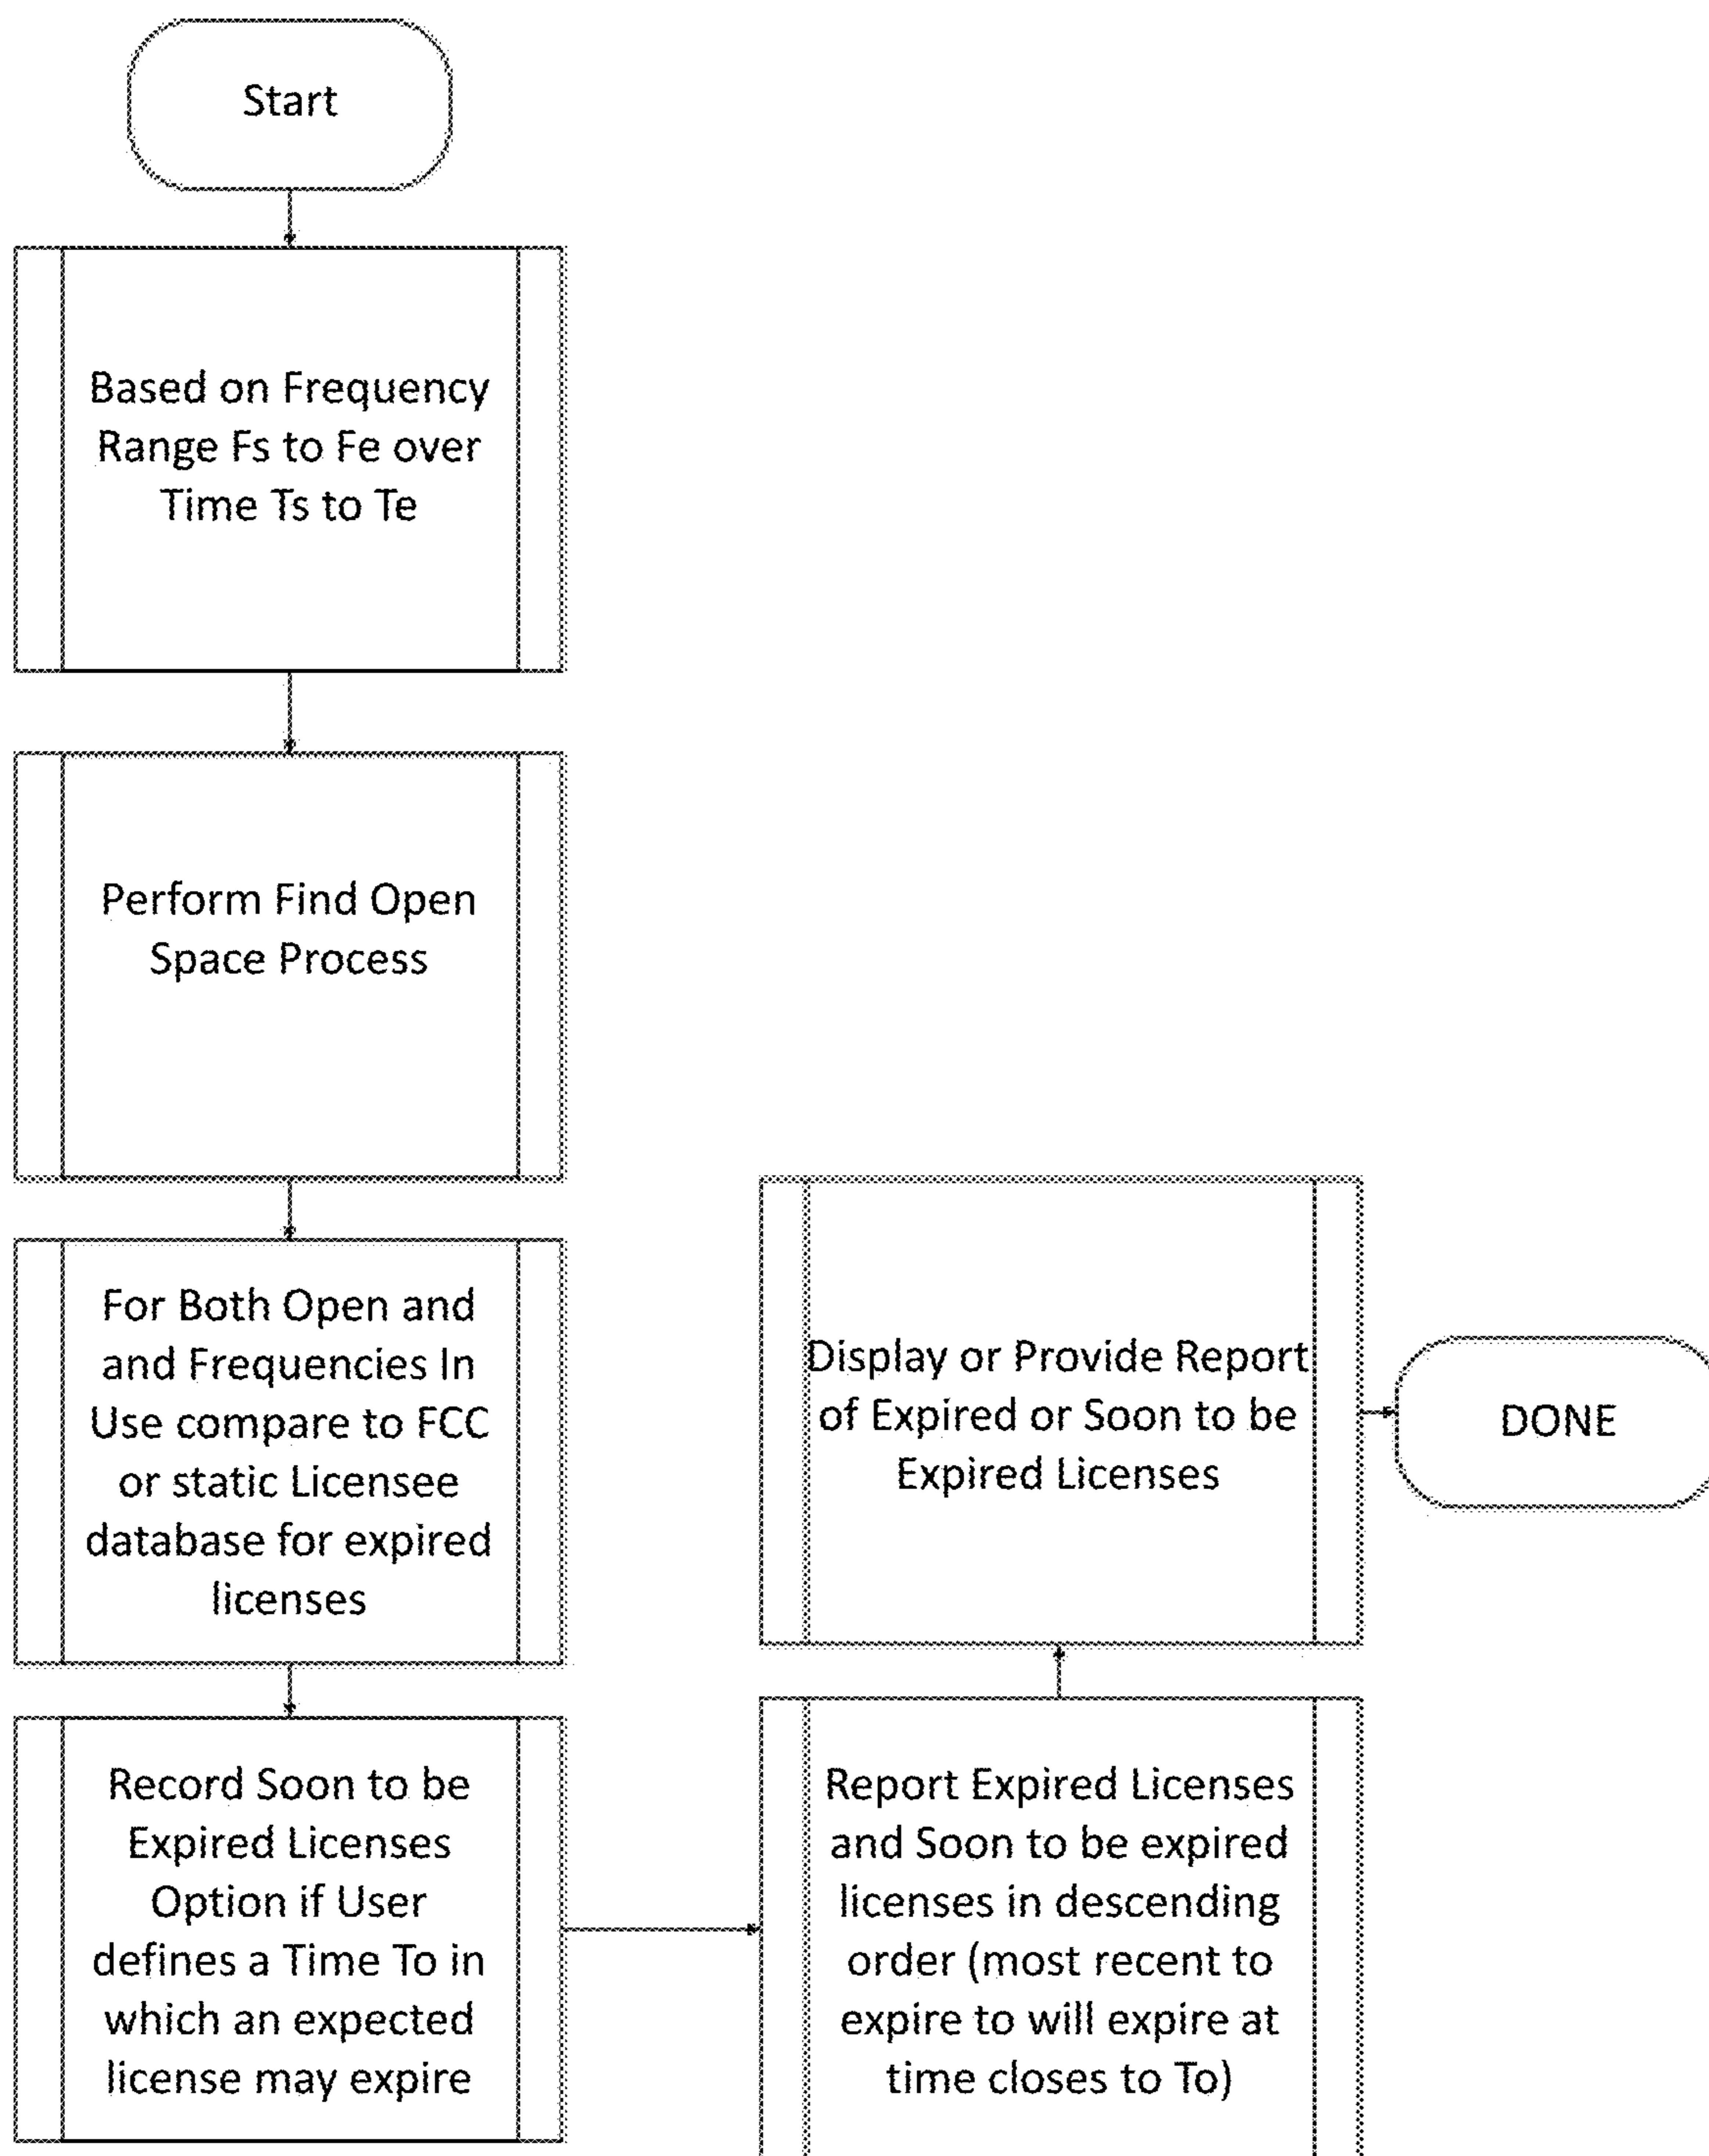 Start
Based on Frequency
Range Fs to Fe over
Time Ts to Te
Perform Find Open
Space Process
For Both Open and
and Frequencies In
Use compare to FCC
or static Licensee
database for expired
licenses
Record Soon to be
Expired Licenses
Option if User
defines a Time To in
which an expected
license may expire
Report Expired Licenses
and Soon to be expired
licenses in descending
order (most recent to
expire to will expire at
time closes to To)
Display or Provide Report
of Expired or Soon to be
Expired Licenses
DONE